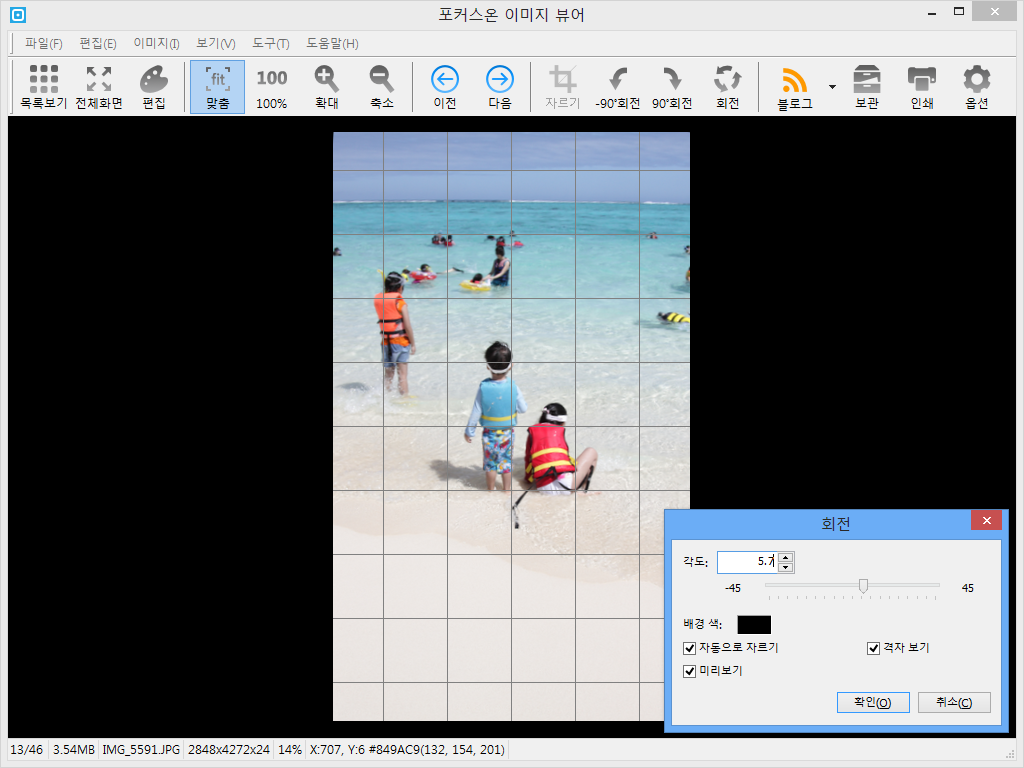 포커스온 이미지 뷰어
파일(F) 편집(E) 이미지(I) 보기(V) 도구(T) 도움말(H)
fit 100
목록보기 전체화면 편집 맞춤 100% 확대 축소 이전 다음 자르기 -90°회전 90°회전 회전 블로그 보관 인쇄 옵션
회전
각도: 5.7
-45 45
배경 색:
자동으로 자르기 격자 보기
미리보기
확인(O) 취소(C)
13/46 3.54MB IMG_5591.JPG 2848x4272x24 14% X:707, Y:6 #849AC9(132, 154, 201)